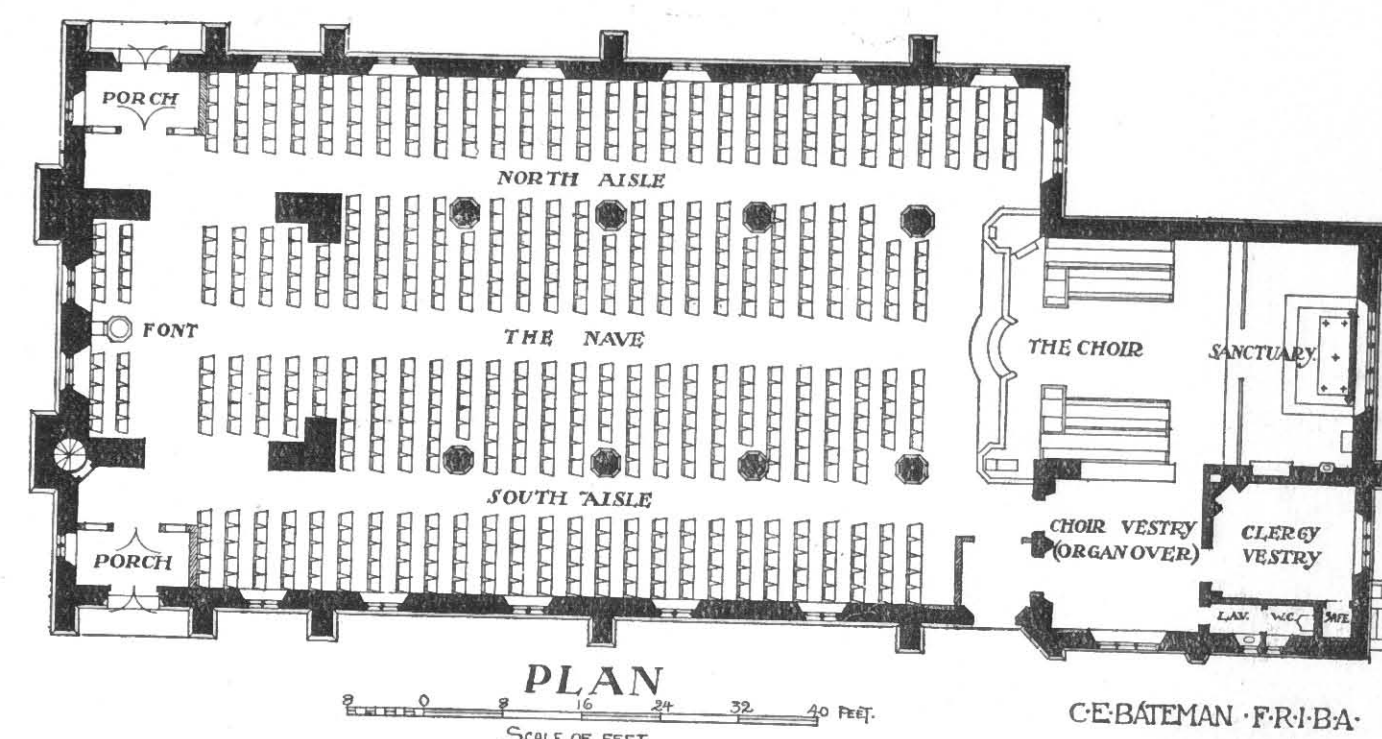 PORCH
NORTH AISLE
FONT
THE NAVE
THE CHOIR
SANCTUARY.
SOUTH AISLE
PORCH
CHOIR VESTRY
(ORGAN OVER)
CLERGY
VESTRY
LAV.
W.C.
SAFE
PLAN
8 0 8 16 24 32 40 FEET.
SCALE OF FEET
C·E·BATEMAN ·F·R·I·B·A·